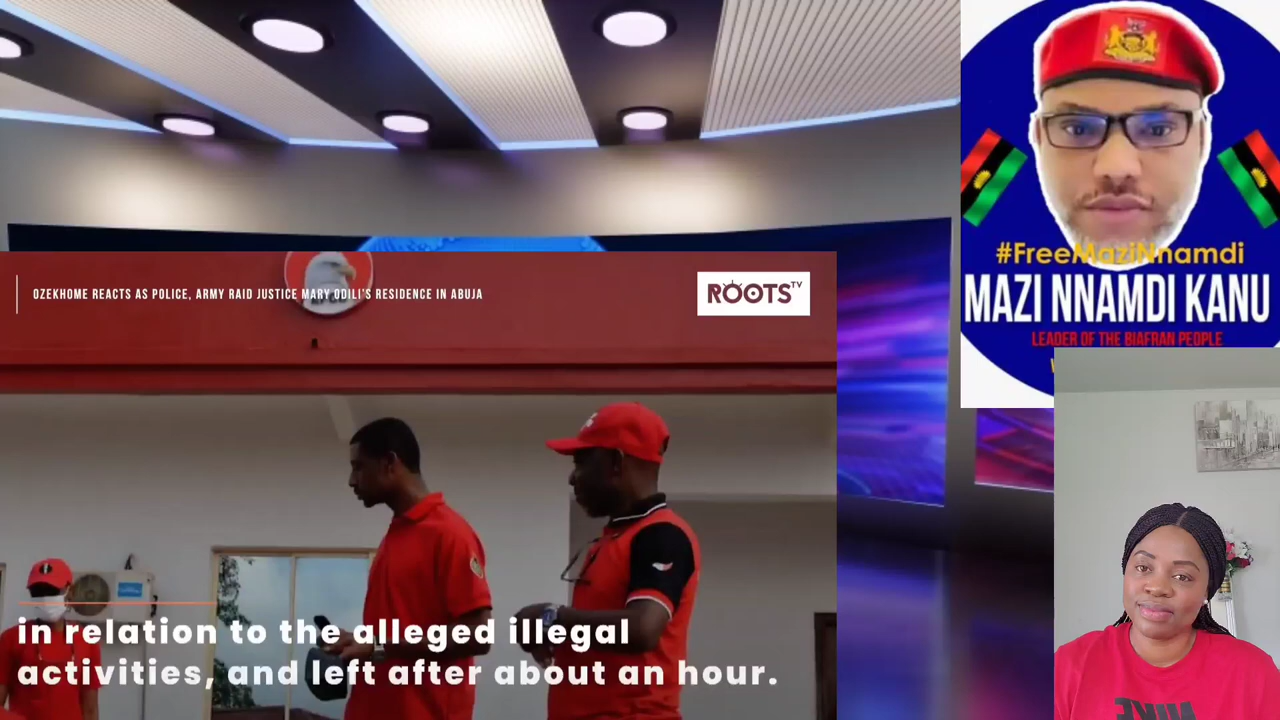 OZEKHOME REACTS AS POLICE, ARMY RAID JUSTICE MARY ODILI'S RESIDENCE IN ABUJA
ROOTS TV
#FreeMaziNnamdi
MAZI NNAMDI KANU
LEADER OF THE BIAFRAN PEOPLE
in relation to the alleged illegal
activities, and left after about an hour.